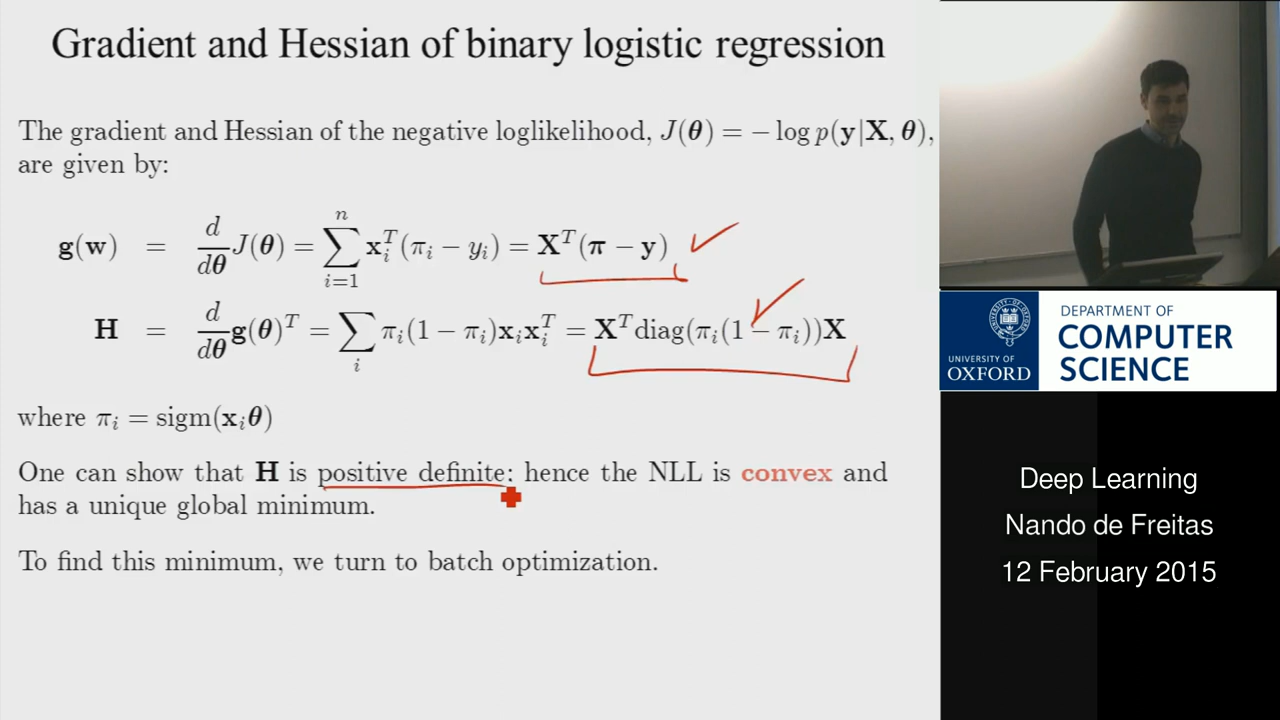 Gradient and Hessian of binary logistic regression
The gradient and Hessian of the negative loglikelihood, J(θ) = − log p(y|X, θ),
are given by:
g(w) = d/dθ J(θ) = ∑_{i=1}^{n} x_i^T(π_i − y_i) = X^T(π − y)
H = d/dθ g(θ)^T = ∑_i π_i(1 − π_i)x_i x_i^T = X^T diag(π_i(1 − π_i))X
where π_i = sigm(x_iθ)
One can show that H is positive definite; hence the NLL is convex and
has a unique global minimum.
To find this minimum, we turn to batch optimization.
UNIVERSITY OF
OXFORD
DEPARTMENT OF
COMPUTER
SCIENCE
Deep Learning
Nando de Freitas
12 February 2015